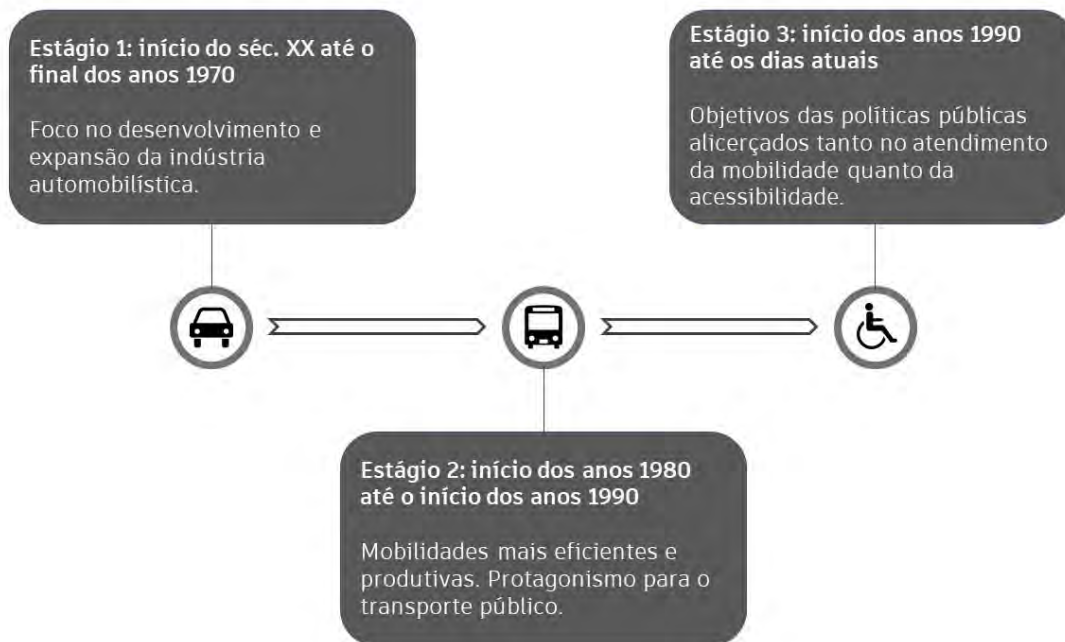 Estágio 1: início do séc. XX até o
final dos anos 1970
Foco no desenvolvimento e
expansão da indústria
automobilística.
Estágio 2: início dos anos 1980
até o início dos anos 1990
Mobilidades mais eficientes e
produtivas. Protagonismo para o
transporte público.
Estágio 3: início dos anos 1990
até os dias atuais
Objetivos das políticas públicas
alicerçados tanto no atendimento
da mobilidade quanto da
acessibilidade.